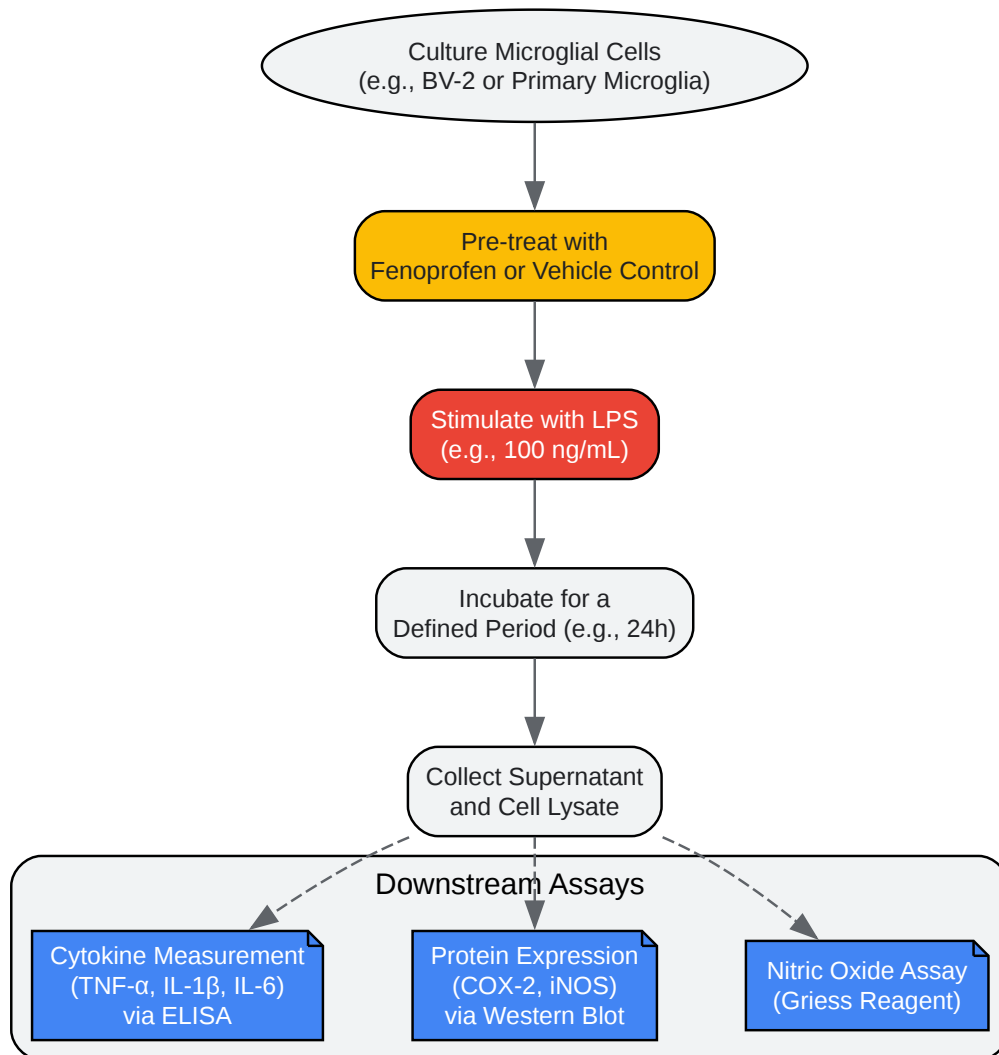 Culture Microglial Cells
(e.g., BV-2 or Primary Microglia)
Pre-treat with
Fenoprofen or Vehicle Control
Stimulate with LPS
(e.g., 100 ng/mL)
Incubate for a
Defined Period (e.g., 24h)
Collect Supernatant
and Cell Lysate
Downstream Assays
Cytokine Measurement
(TNF-α, IL-1β, IL-6)
via ELISA
Protein Expression
(COX-2, iNOS)
via Western Blot
Nitric Oxide Assay
(Griess Reagent)